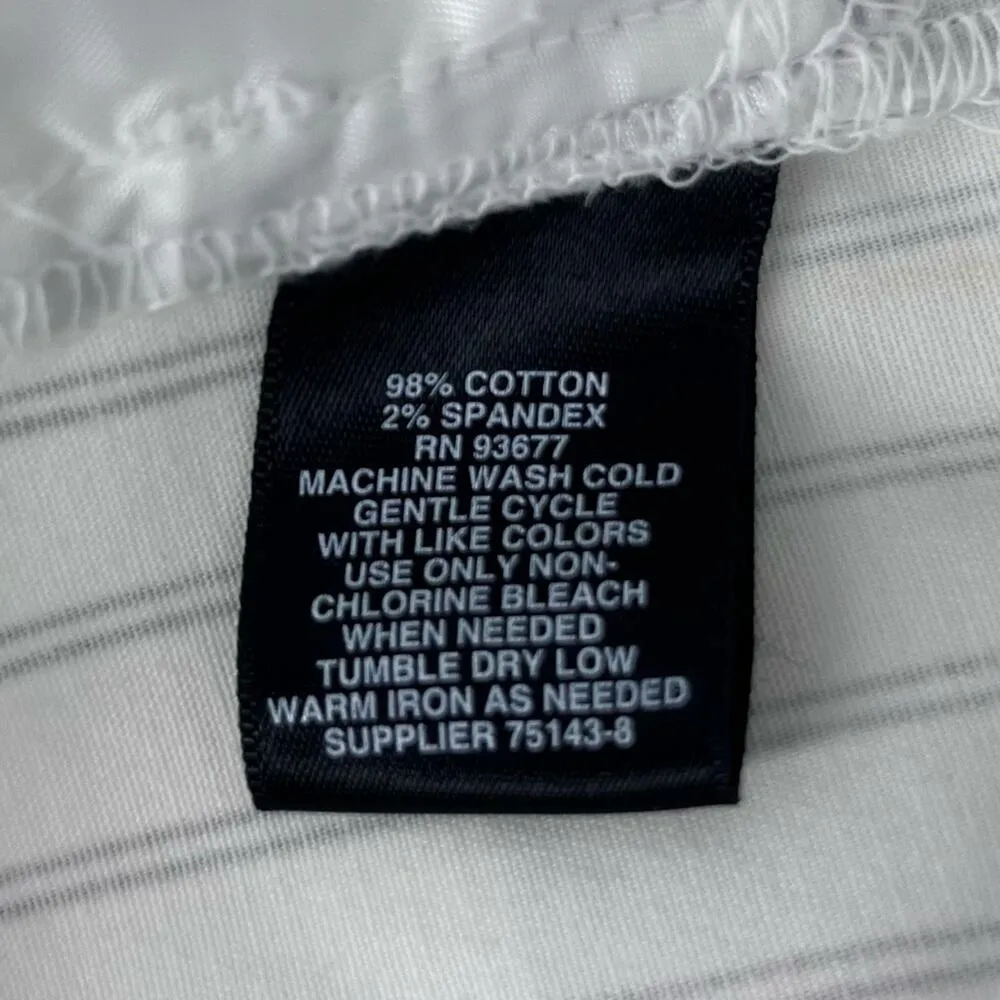 98% COTTON
2% SPANDEX
RN 93677
MACHINE WASH COLD
GENTLE CYCLE
WITH LIKE COLORS
USE ONLY NON-
CHLORINE BLEACH
WHEN NEEDED
TUMBLE DRY LOW
WARM IRON AS NEEDED
SUPPLIER 75143-8